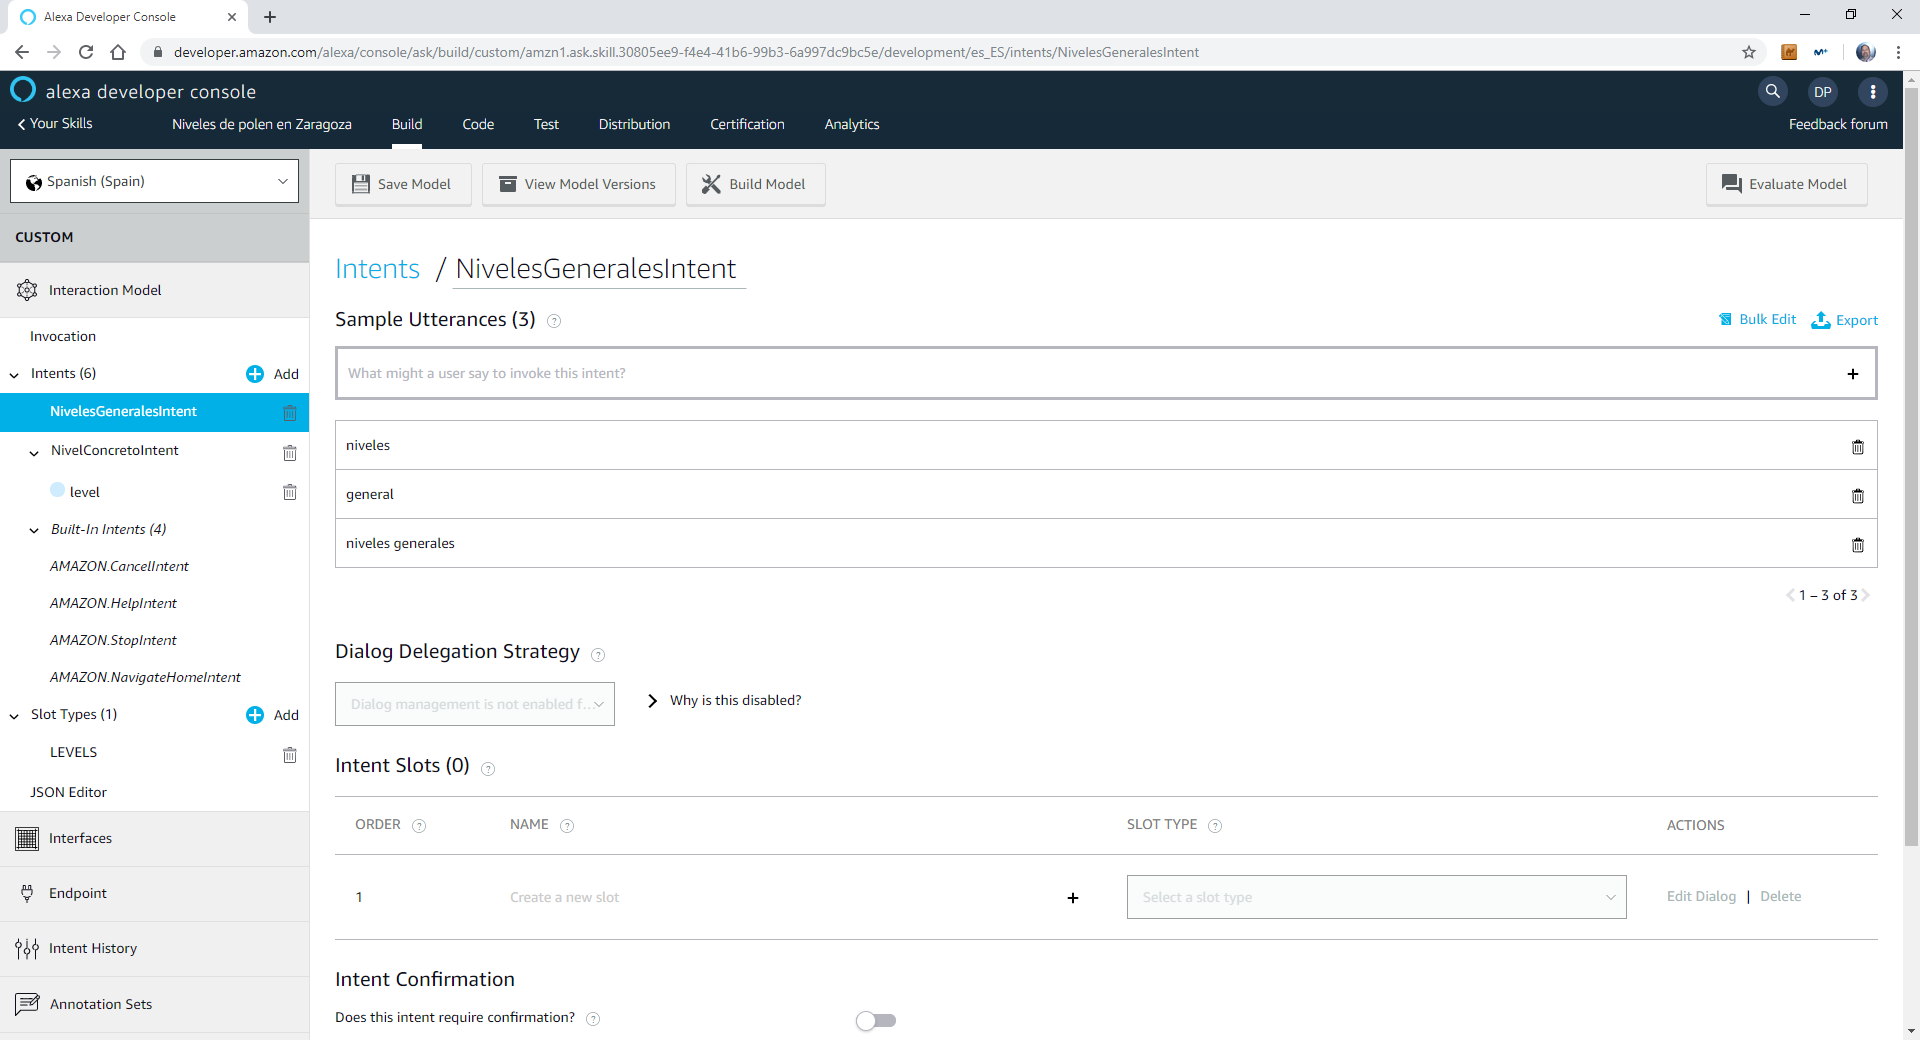 Alexa Developer Console
developer.amazon.com/alexa/console/ask/build/custom/amzn1.ask.skill.30805ee9-f4e4-41b6-99b3-6a997dc9bc5e/development/es_ES/intents/NivelesGeneralesIntent
alexa developer console
DP
Your Skills
Niveles de polen en Zaragoza
Build
Code
Test
Distribution
Certification
Analytics
Feedback forum
Spanish (Spain)
Save Model
View Model Versions
Build Model
Evaluate Model
CUSTOM
Interaction Model
Invocation
Intents (6)
Add
NivelesGeneralesIntent
NivelConcretoIntent
level
Built-In Intents (4)
AMAZON.CancelIntent
AMAZON.HelpIntent
AMAZON.StopIntent
AMAZON.NavigateHomeIntent
Slot Types (1)
Add
LEVELS
JSON Editor
Interfaces
Endpoint
Intent History
Annotation Sets
Intents / NivelesGeneralesIntent
Sample Utterances (3) ?
Bulk Edit
Export
What might a user say to invoke this intent?
niveles
general
niveles generales
1 – 3 of 3
Dialog Delegation Strategy ?
Dialog management is not enabled f...
Why is this disabled?
Intent Slots (0) ?
ORDER ?
NAME ?
SLOT TYPE ?
ACTIONS
1
Create a new slot
Select a slot type
Edit Dialog | Delete
Intent Confirmation
Does this intent require confirmation? ?